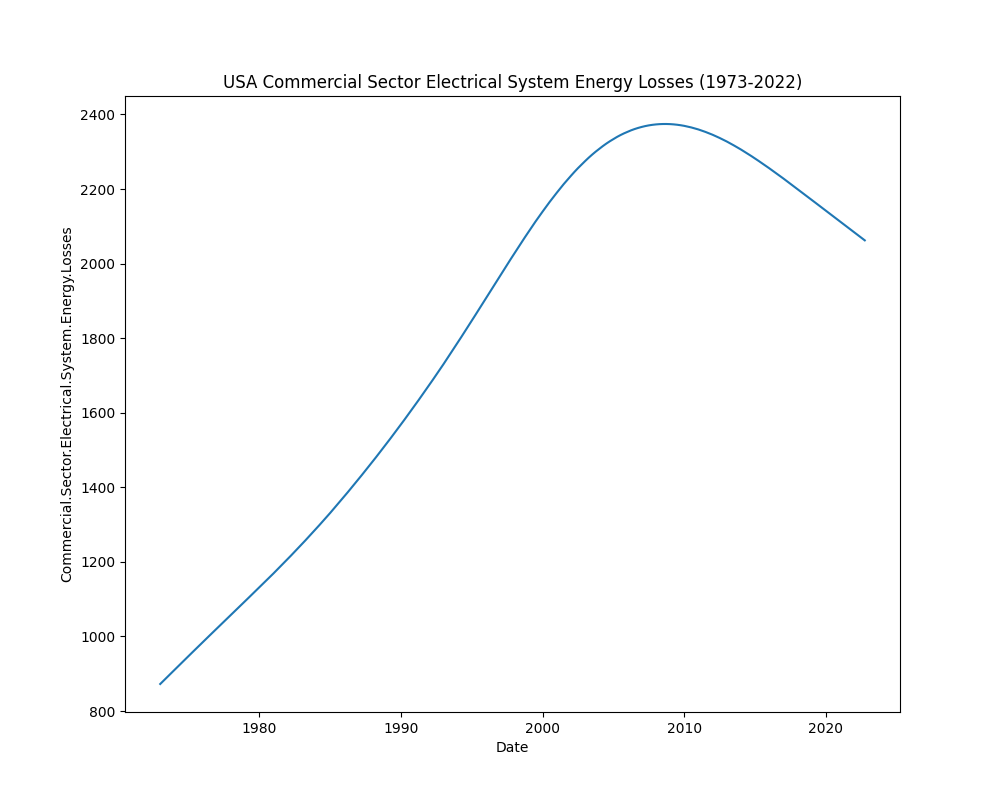 USA Commercial Sector Electrical System Energy Losses (1973-2022)
Commercial.Sector.Electrical.System.Energy.Losses
2400
2200
2000
1800
1600
1400
1200
1000
800
1980 1990 2000 2010 2020
Date